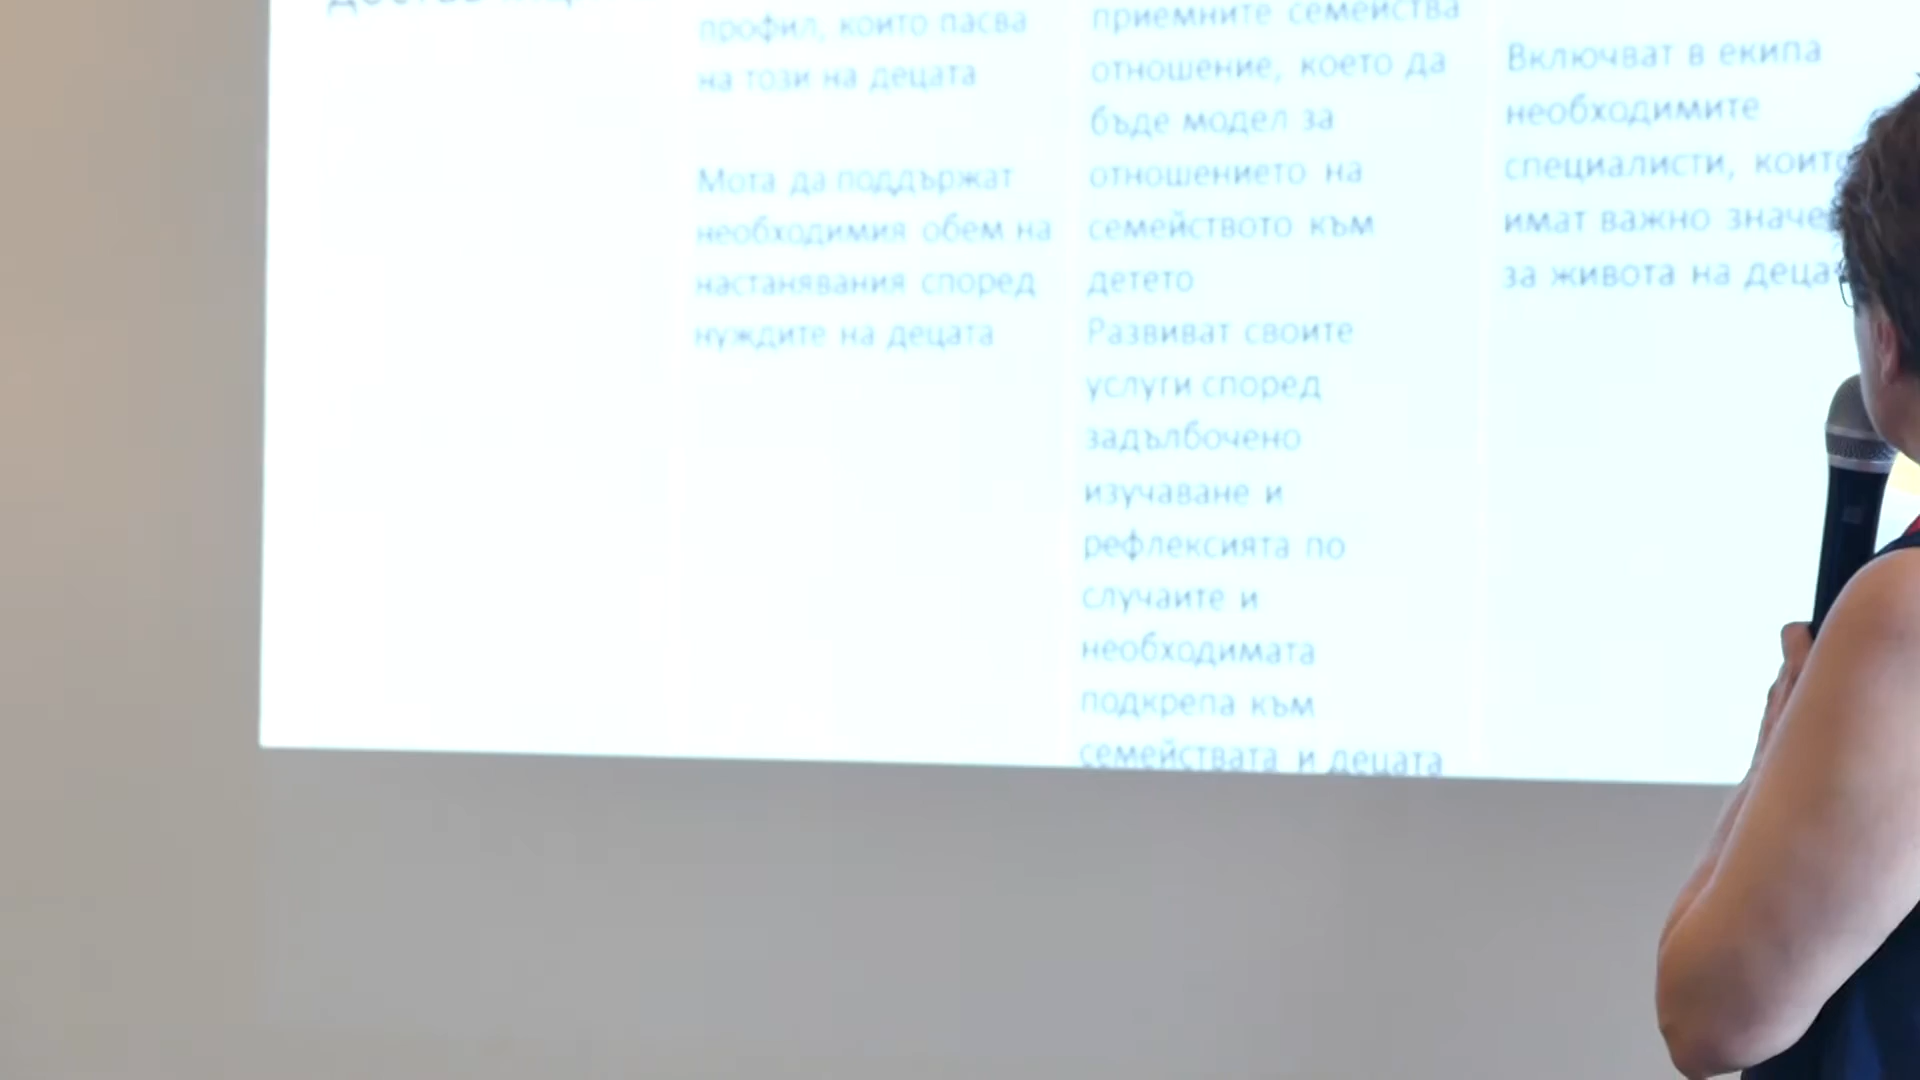 профил, които пасва
на този на децата
Мота да поддържат
необходимия обем на
настанявания според
нуждите на децата
приемните семейства
отношение, което да
бъде модел за
отношението на
семейството към
детето
Развиват своите
услуги според
задълбочено
изучаване и
рефлексията по
случаите и
необходимата
подкрепа към
семействата и децата
Включват в екипа
необходимите
специалисти,
имат важно
за живота на